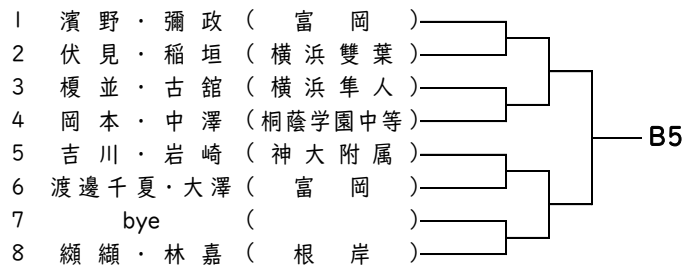 1 濱野・彌政（富岡）
2 伏見・稲垣（横浜雙葉）
3 榎並・古舘（横浜隼人）
4 岡本・中澤（桐蔭学園中等）
5 吉川・岩崎（神大附属）
6 渡邊千夏・大澤（富岡）
7 bye（ ）
8 纐纈・林嘉（根岸）
B5